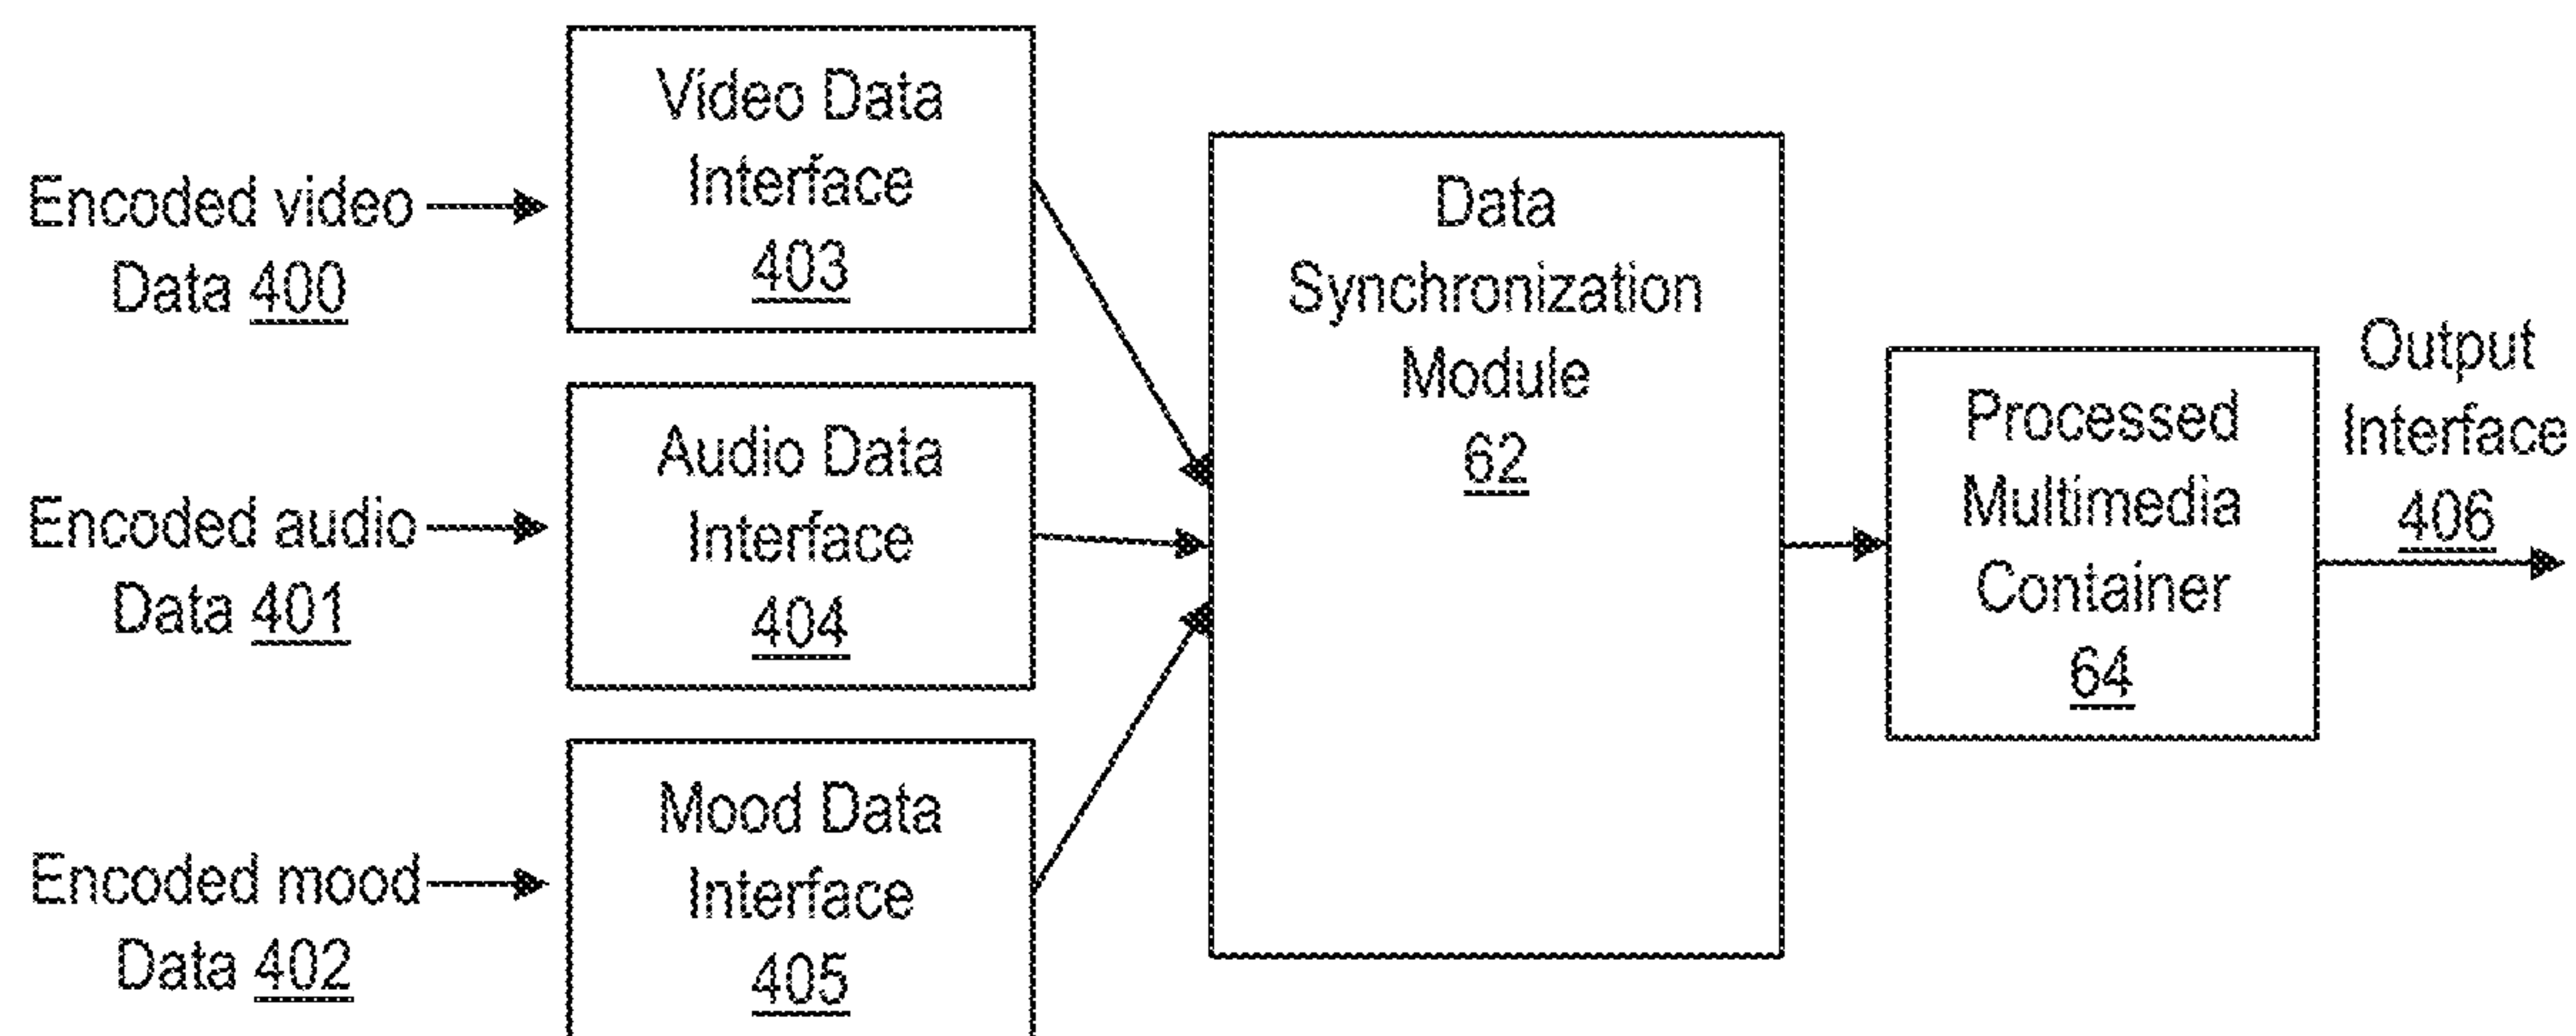 Encoded video
Data 400
Video Data
Interface
403
Encoded audio
Data 401
Audio Data
Interface
404
Encoded mood
Data 402
Mood Data
Interface
405
Data
Synchronization
Module
62
Processed
Multimedia
Container
64
Output
Interface
406